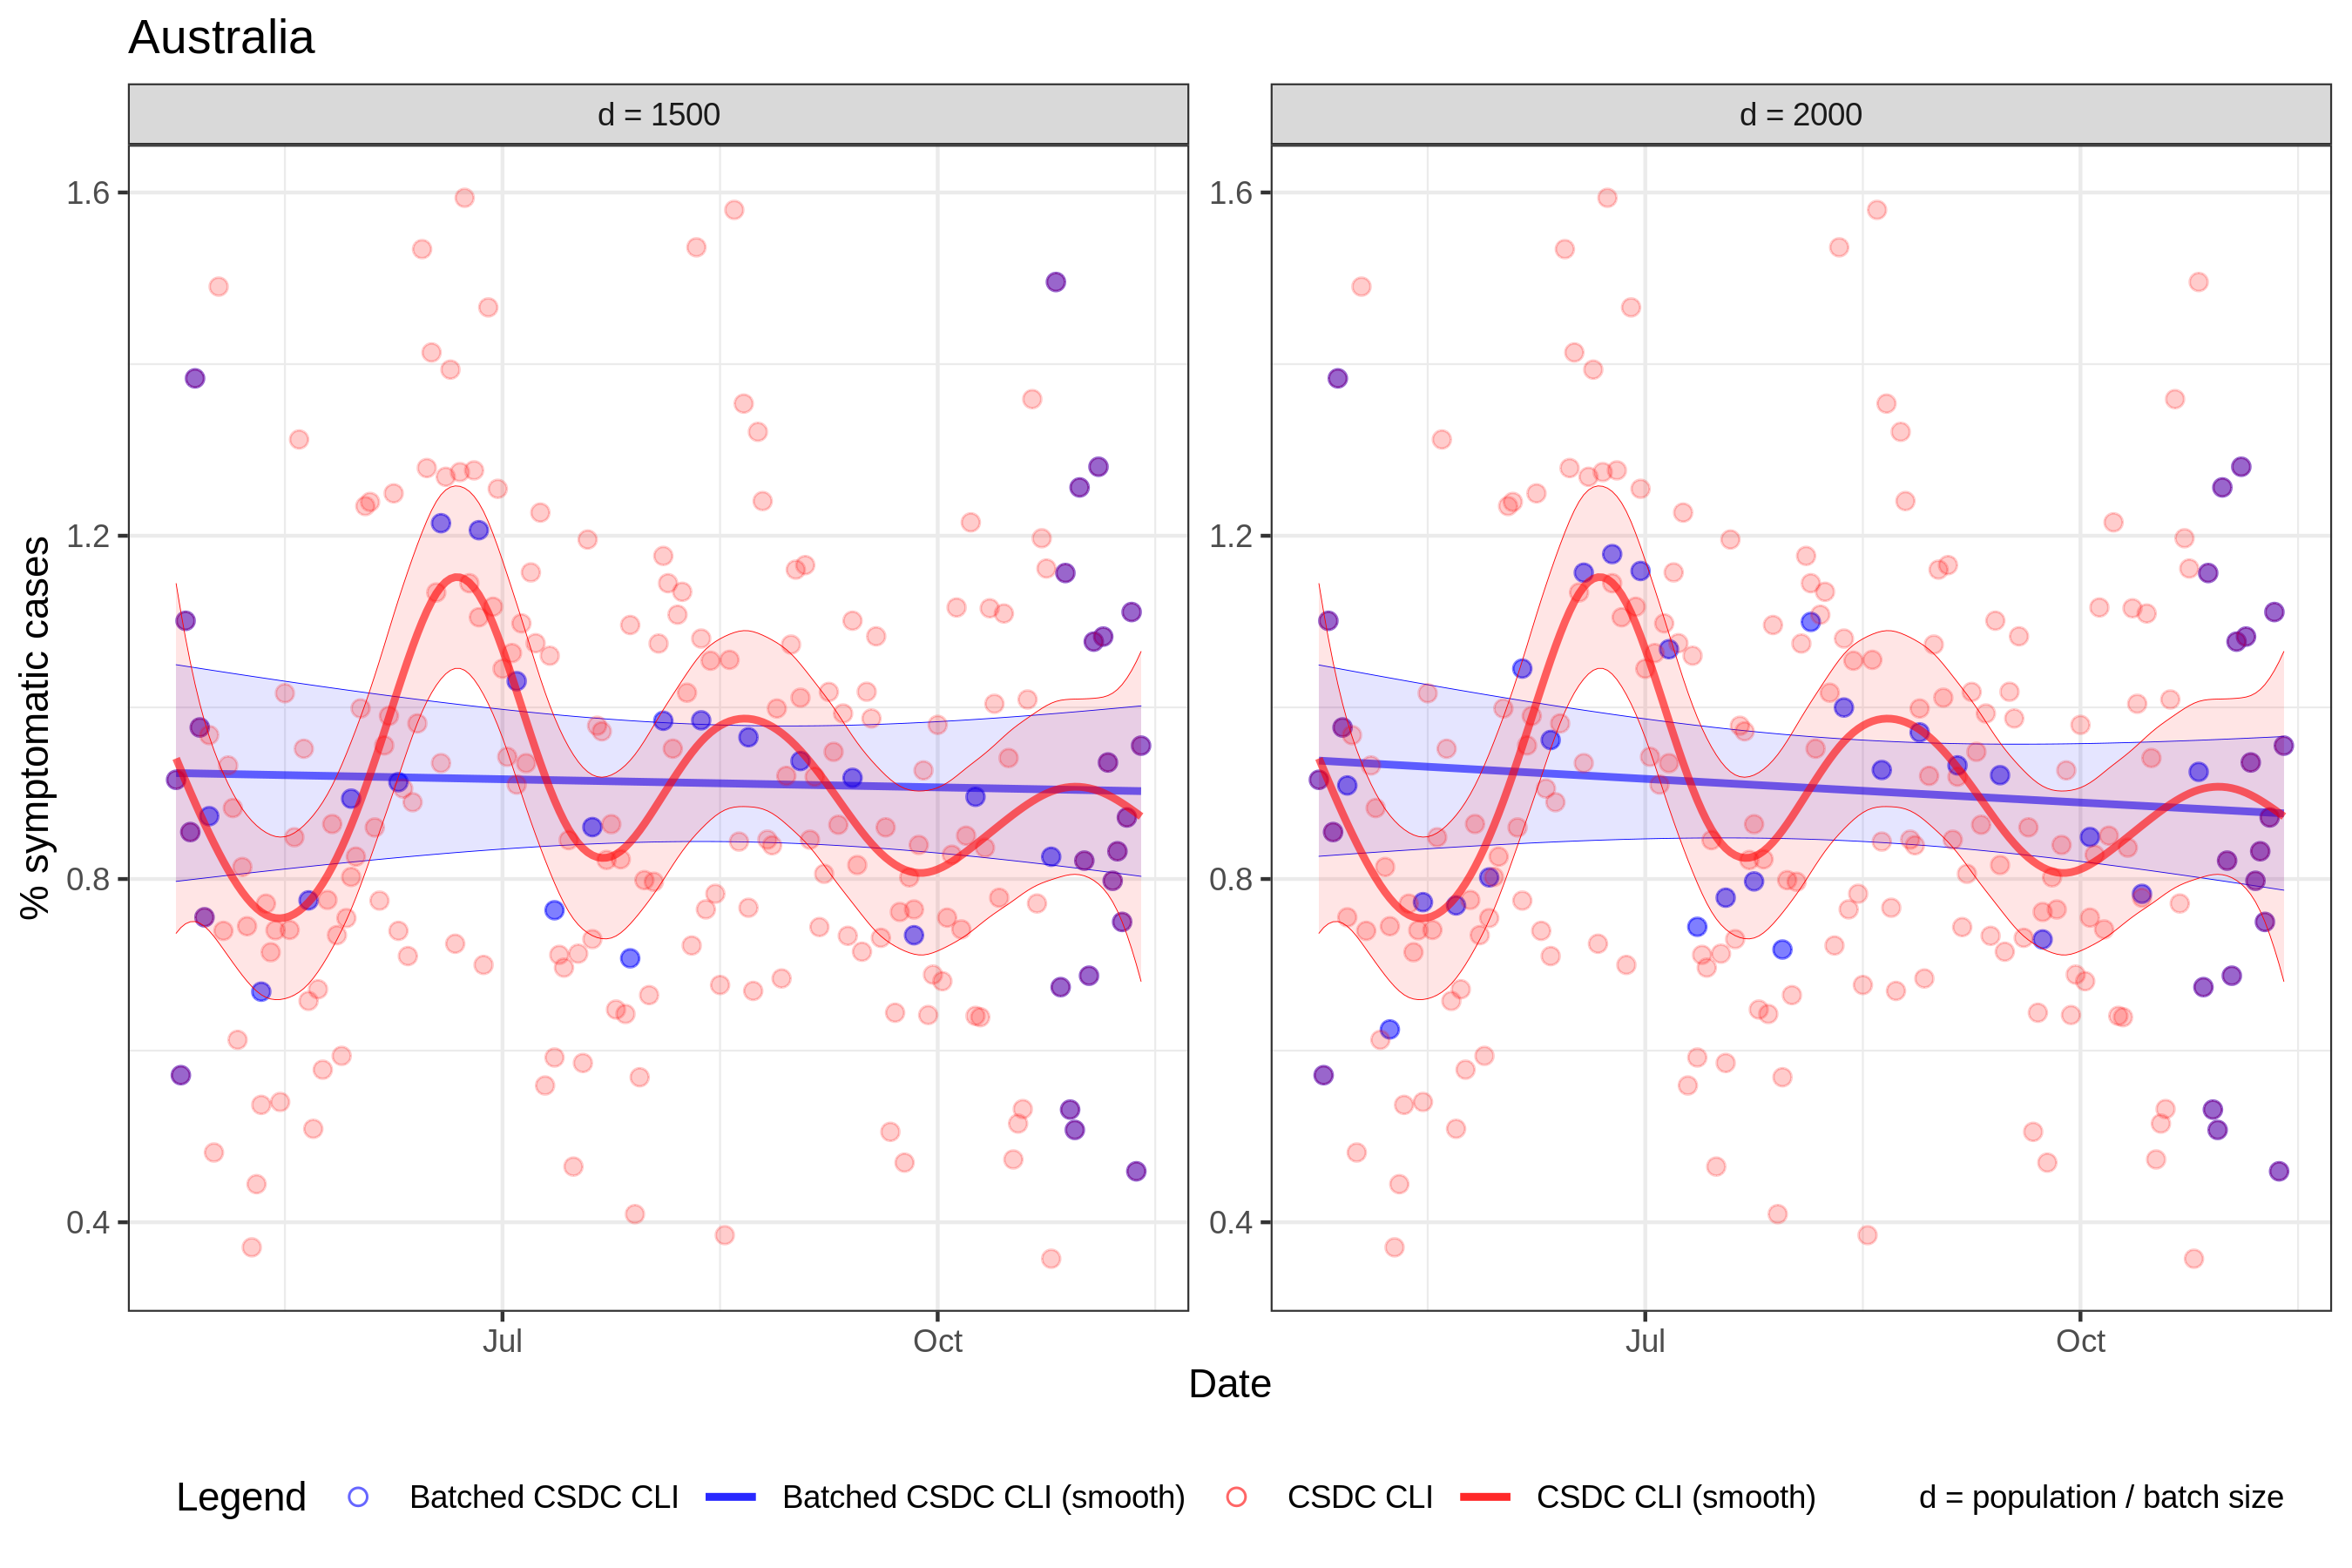 Australia
d = 1500
d = 2000
% symptomatic cases
1.6
1.2
0.8
0.4
1.6
1.2
0.8
0.4
Jul
Oct
Jul
Oct
Date
Legend Batched CSDC CLI Batched CSDC CLI (smooth) CSDC CLI CSDC CLI (smooth) d = population / batch size